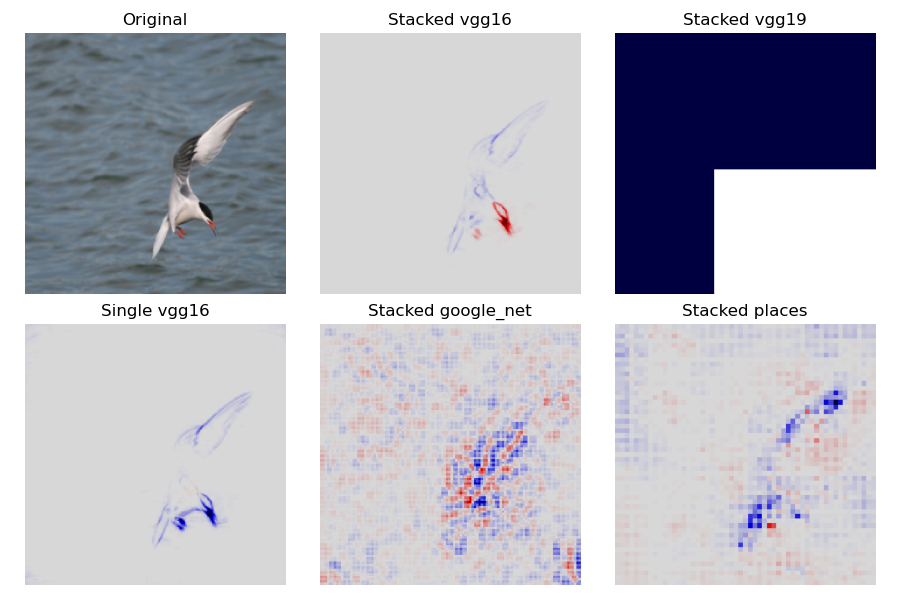 Original
Stacked vgg16
Stacked vgg19
Single vgg16
Stacked google_net
Stacked places